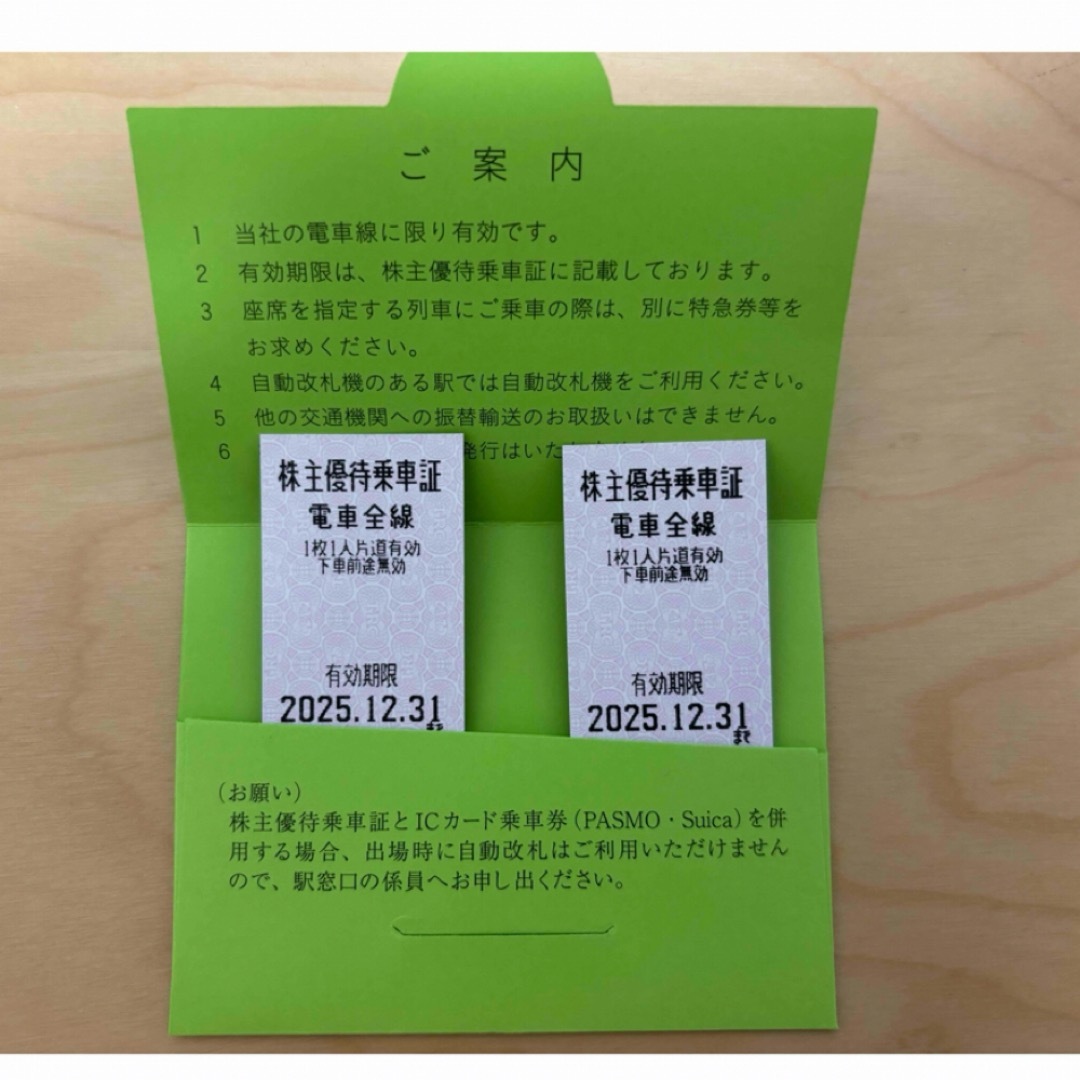 ご案内
1 当社の電車線に限り有効です。
2 有効期限は、株主優待乗車証に記載しております。
3 座席を指定する列車にご乗車の際は、別に特急券等を
お求めください。
4 自動改札機のある駅では自動改札機をご利用ください。
5 他の交通機関への振替輸送のお取扱いはできません。
6 発行はいた
株主優待乗車証
電車全線
1枚1人片道有効
下車前途無効
有効期限
2025.12.31
まで
株主優待乗車証
電車全線
1枚1人片道有効
下車前途無効
有効期限
2025.12.31
まで
(お願い)
株主優待乗車証とICカード乗車券(PASMO・Suica)を併
用する場合、出場時に自動改札はご利用いただけません
ので、駅窓口の係員へお申し出ください。